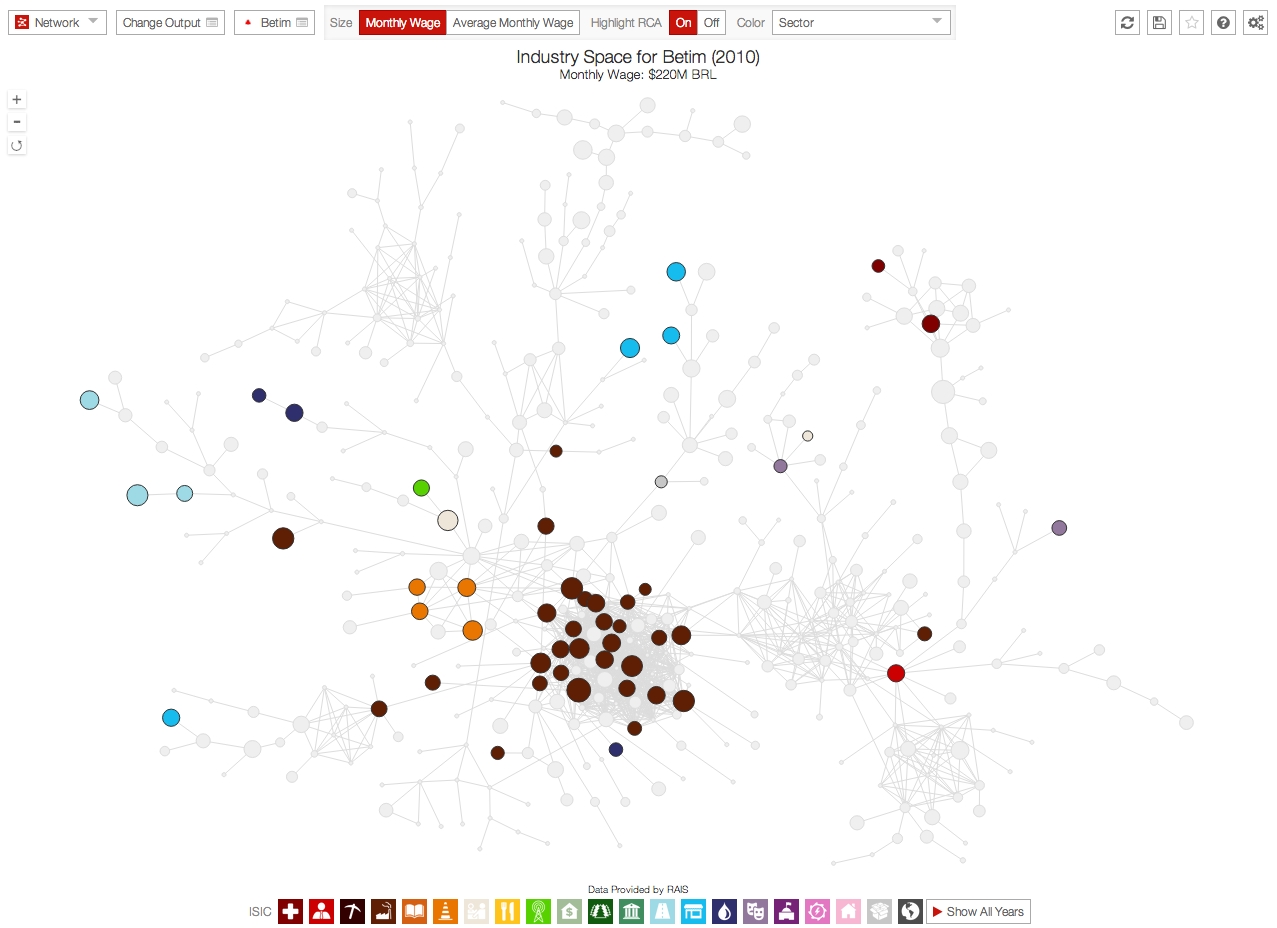 Network
Change Output
Betim
Size Monthly Wage Average Monthly Wage Highlight RCA On Off Color Sector
Industry Space for Betim (2010)
Monthly Wage: $220M BRL
+
-
Data Provided by RAIS
ISIC
Show All Years